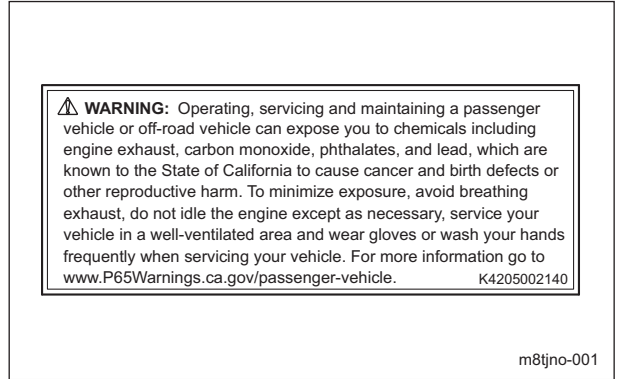 ⚠ WARNING: Operating, servicing and maintaining a passenger
vehicle or off-road vehicle can expose you to chemicals including
engine exhaust, carbon monoxide, phthalates, and lead, which are
known to the State of California to cause cancer and birth defects or
other reproductive harm. To minimize exposure, avoid breathing
exhaust, do not idle the engine except as necessary, service your
vehicle in a well-ventilated area and wear gloves or wash your hands
frequently when servicing your vehicle. For more information go to
www.P65Warnings.ca.gov/passenger-vehicle. K4205002140
m8tjno-001